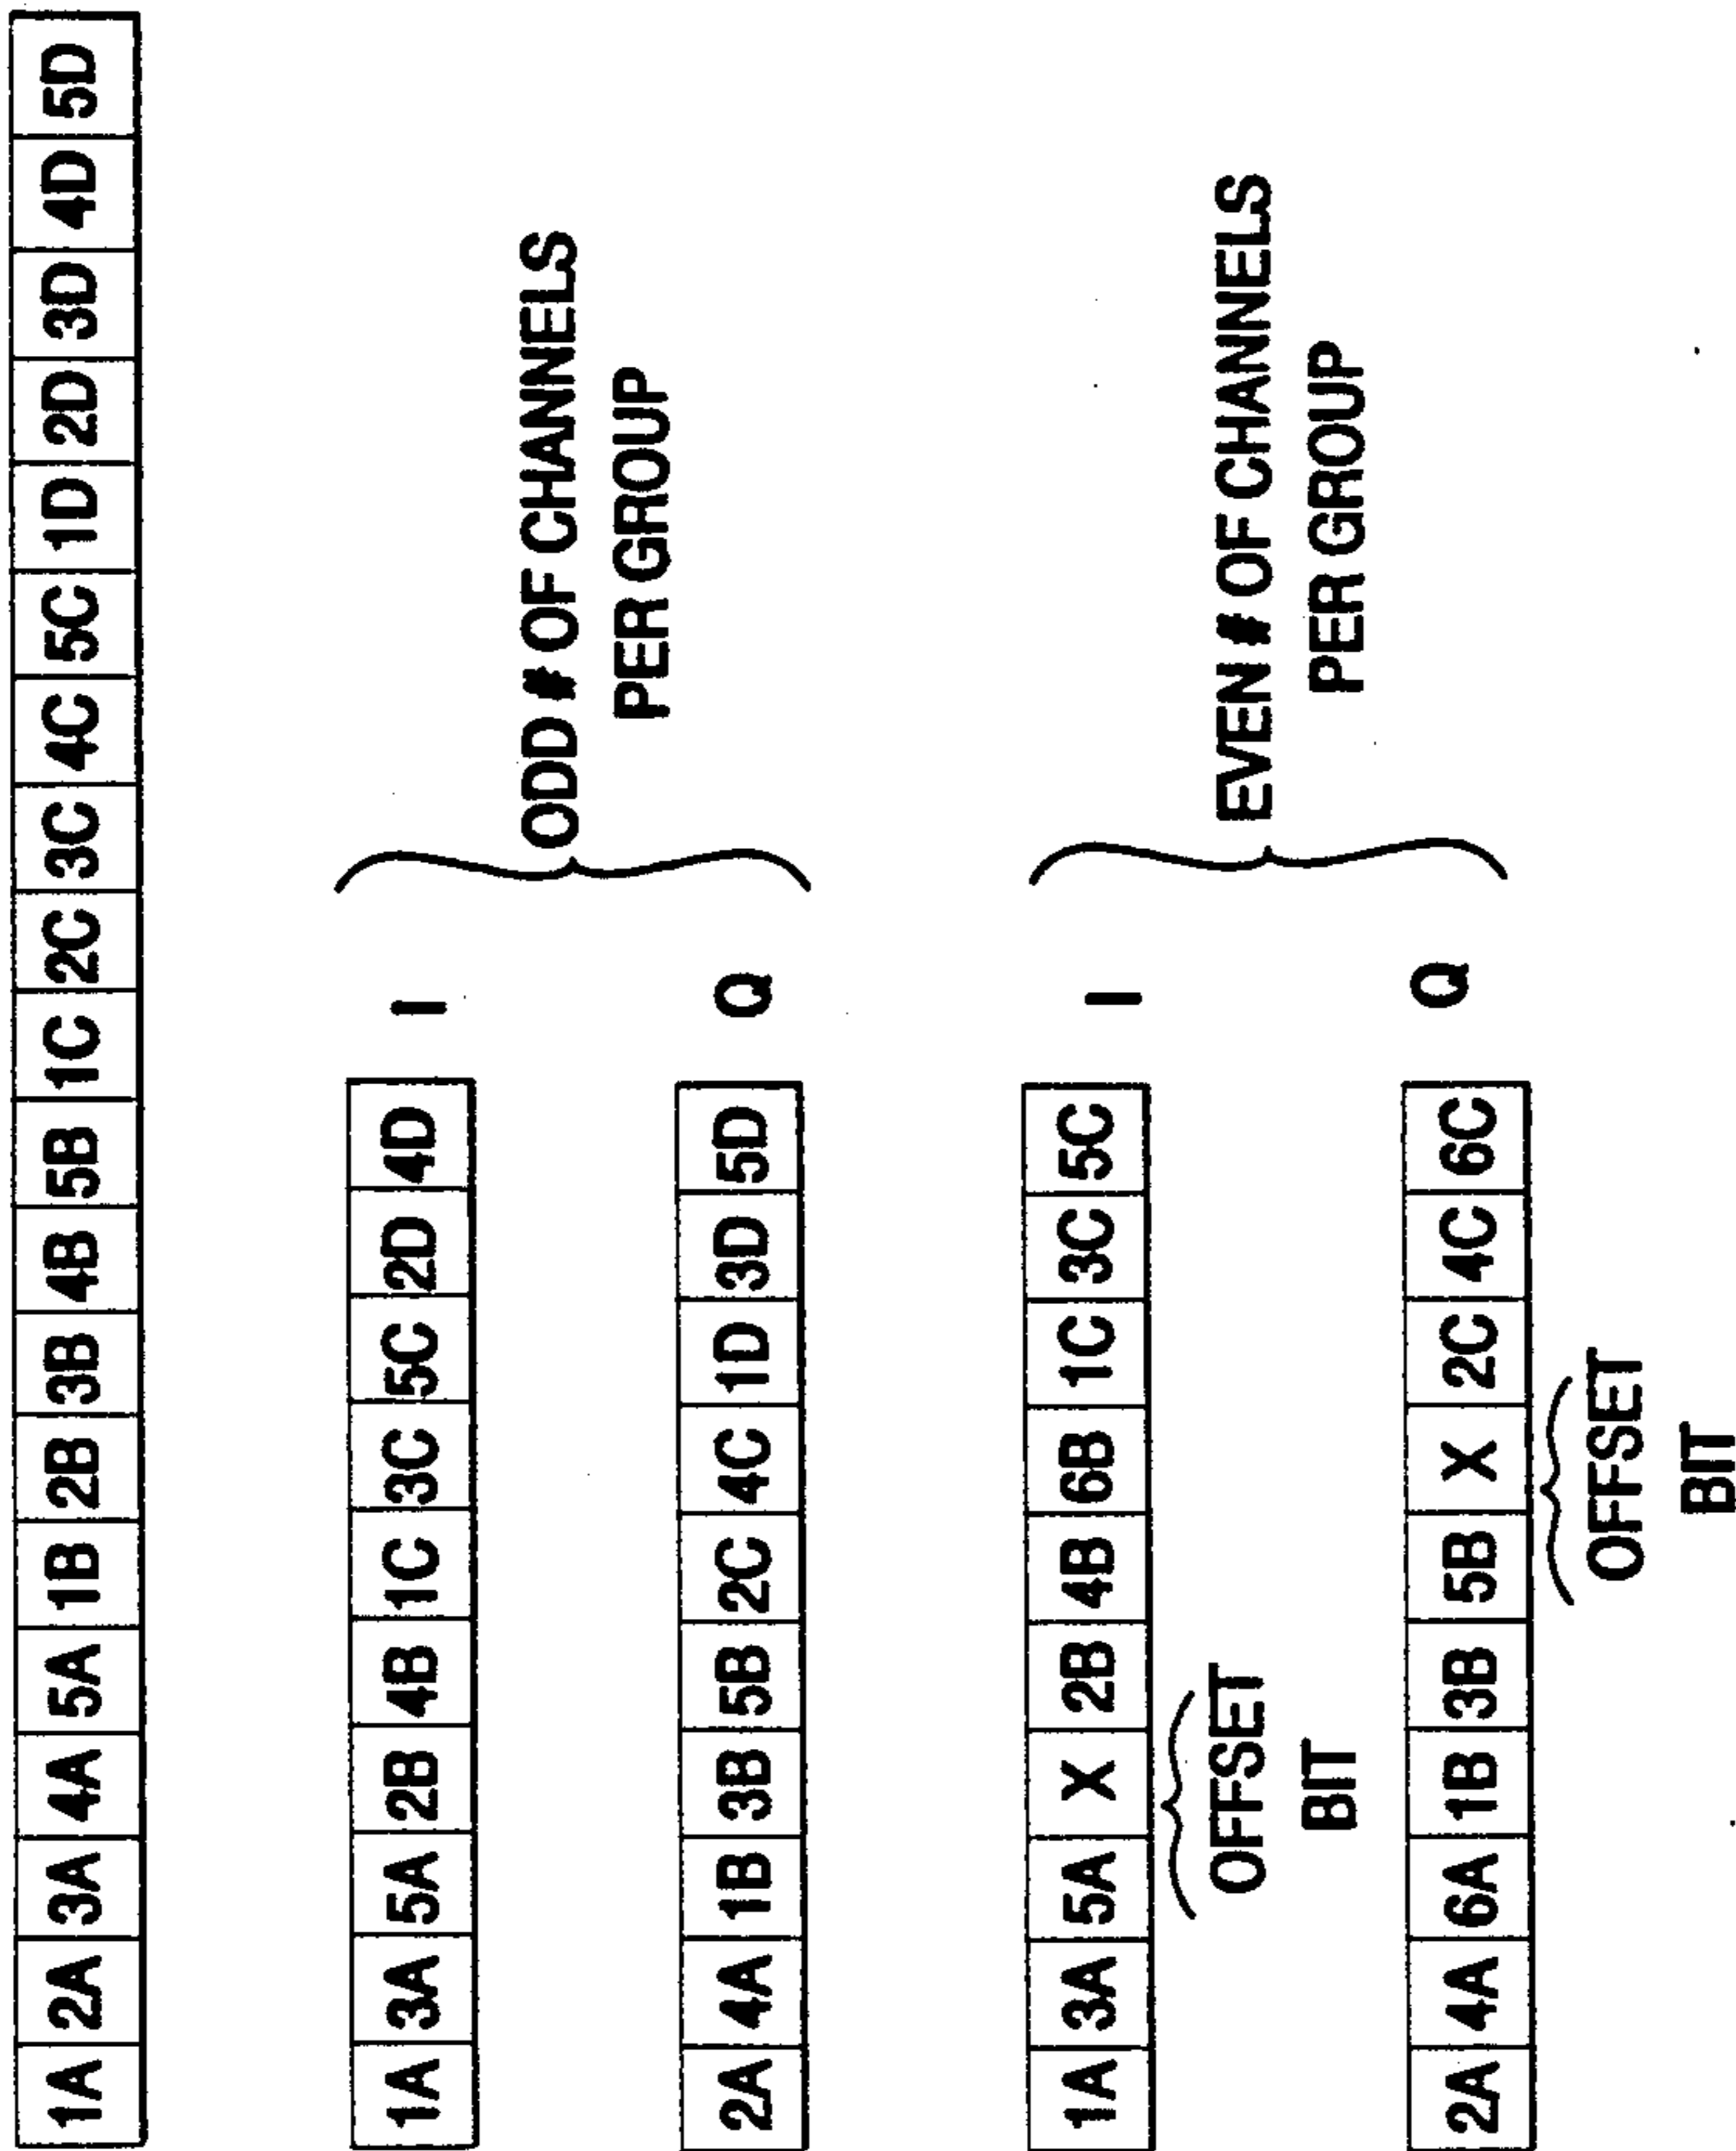 1A 2A 3A 4A 5A 1B 2B 3B 4B 5B 1C 2C 3C 4C 5C 1D 2D 3D 4D 5D
1A 3A 5A 2B 4B 1C 3C 5C 2D 4D I
2A 4A 1B 3B 5B 2C 4C 1D 3D 5D Q
ODD # OF CHANNELS
PER GROUP
1A 3A 5A X 2B 4B 6B 1C 3C 5C I
OFFSET
BIT
2A 4A 6A 1B 3B 5B X 2C 4C 6C Q
OFFSET
BIT
EVEN # OF CHANNELS
PER GROUP